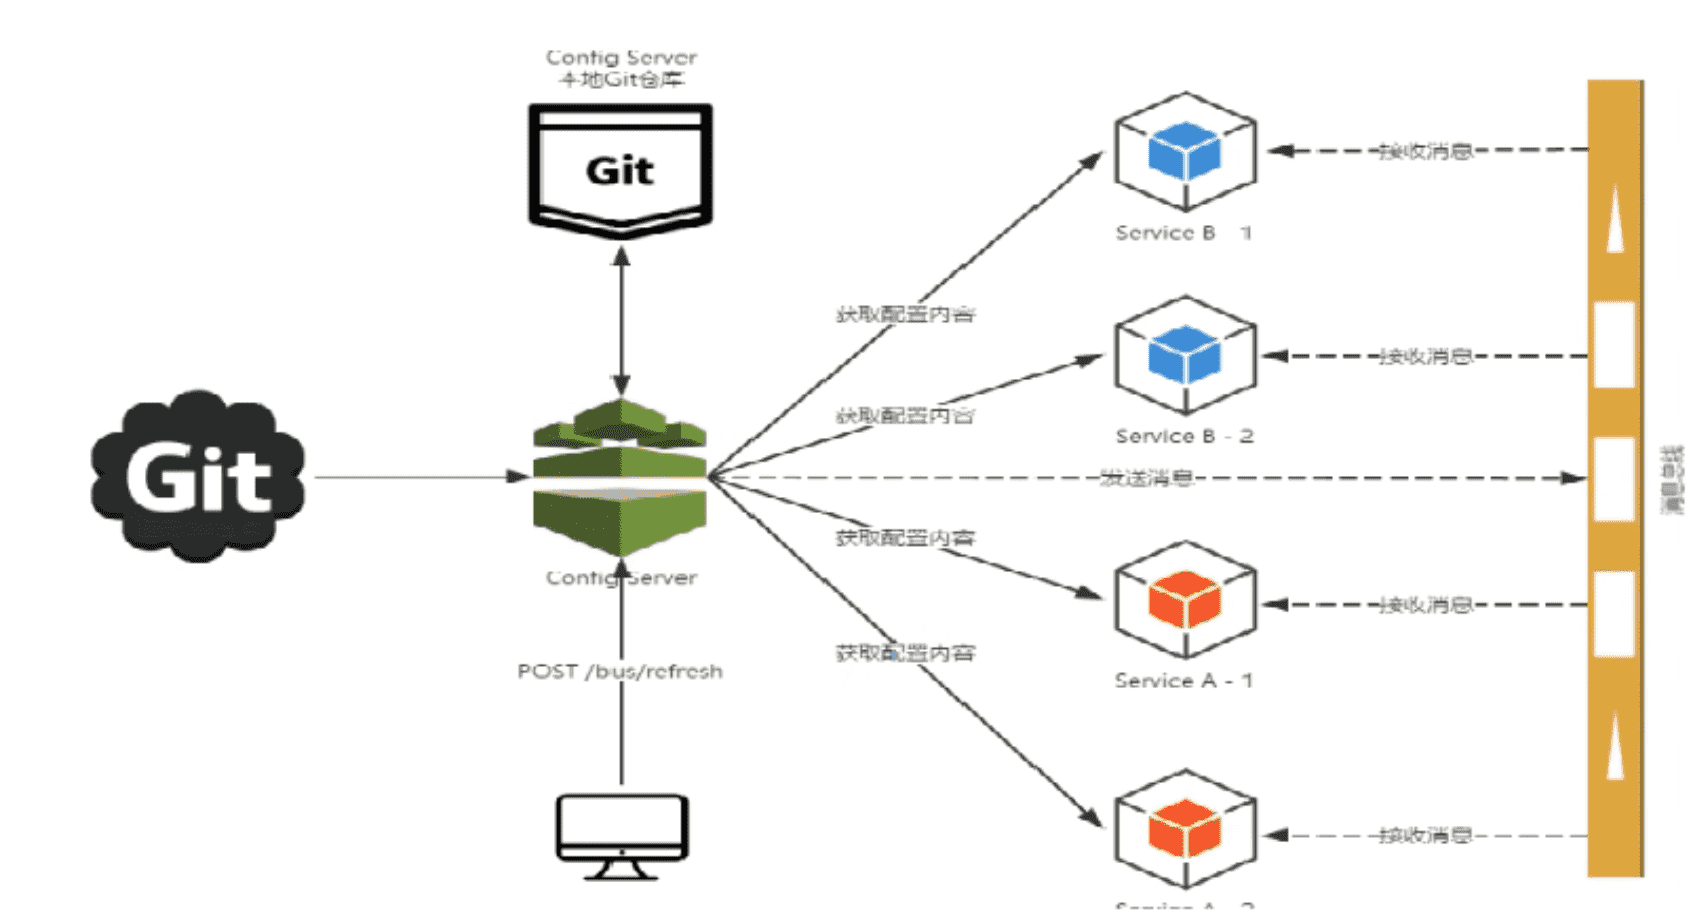 Config Server
本地Git仓库
Git
接收消息
Service B - 1
获取配置内容
接收消息
获取配置内容
Service B - 2
Git
发送消息
消息总线
获取配置内容
Config Server
接收消息
获取配置内容
POST /bus/refresh
Service A - 1
接收消息
Service A - 2